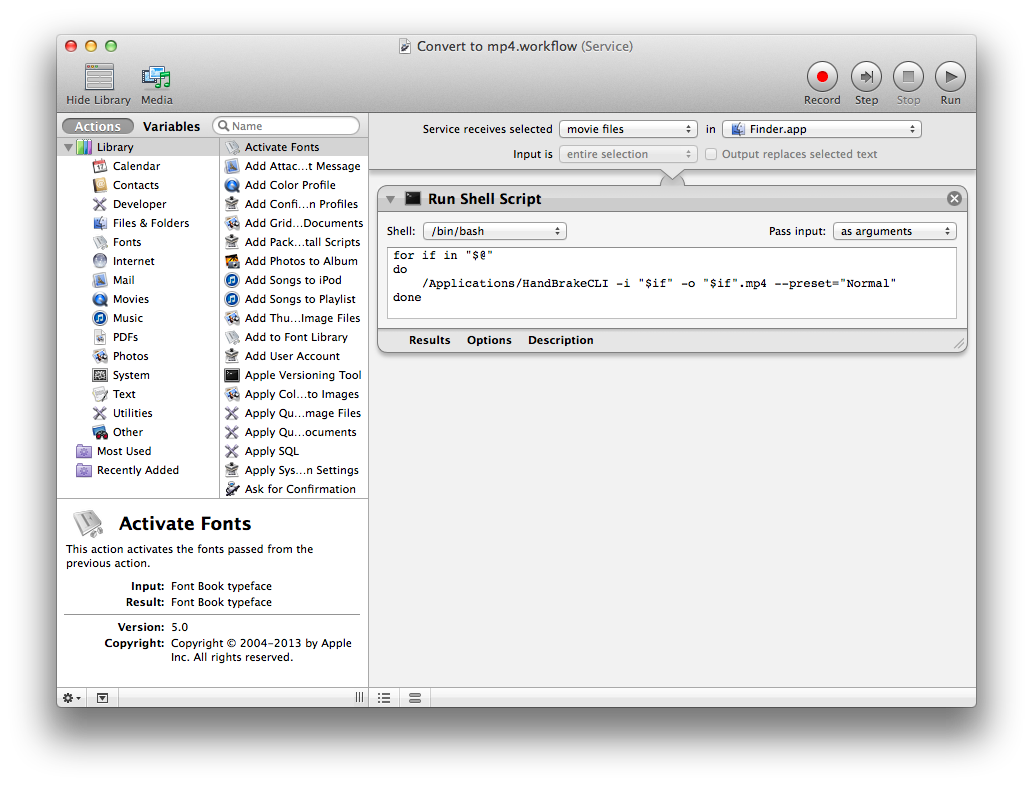 Convert to mp4.workflow (Service)
Hide Library Media Record Step Stop Run
Actions Variables Name
Service receives selected movie files in Finder.app
Input is entire selection Output replaces selected text
Library
Calendar
Contacts
Developer
Files & Folders
Fonts
Internet
Mail
Movies
Music
PDFs
Photos
System
Text
Utilities
Other
Most Used
Recently Added
Activate Fonts
Add Attac...t Message
Add Color Profile
Add Confi...n Profiles
Add Grid...Documents
Add Pack...tall Scripts
Add Photos to Album
Add Songs to iPod
Add Songs to Playlist
Add Thu...Image Files
Add to Font Library
Add User Account
Apple Versioning Tool
Apply Col...to Images
Apply Qu...mage Files
Apply Qu...ocuments
Apply SQL
Apply Sys...n Settings
Ask for Confirmation
Run Shell Script
Shell: /bin/bash Pass input: as arguments
for if in "$@"
do
/Applications/HandBrakeCLI -i "$if" -o "$if".mp4 --preset="Normal"
done
Results Options Description
Activate Fonts
This action activates the fonts passed from the
previous action.
Input: Font Book typeface
Result: Font Book typeface
Version: 5.0
Copyright: Copyright © 2004-2013 by Apple
Inc. All rights reserved.